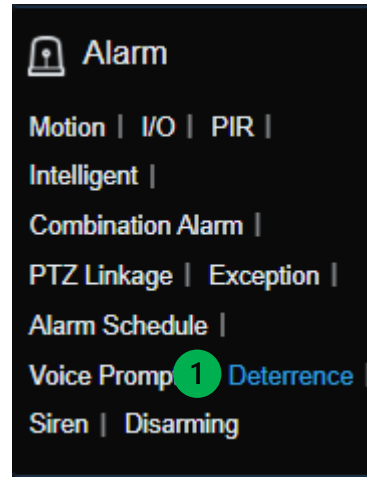 Alarm
Motion | I/O | PIR |
Intelligent |
Combination Alarm |
PTZ Linkage | Exception |
Alarm Schedule |
Voice Promp 1 Deterrence |
Siren | Disarming